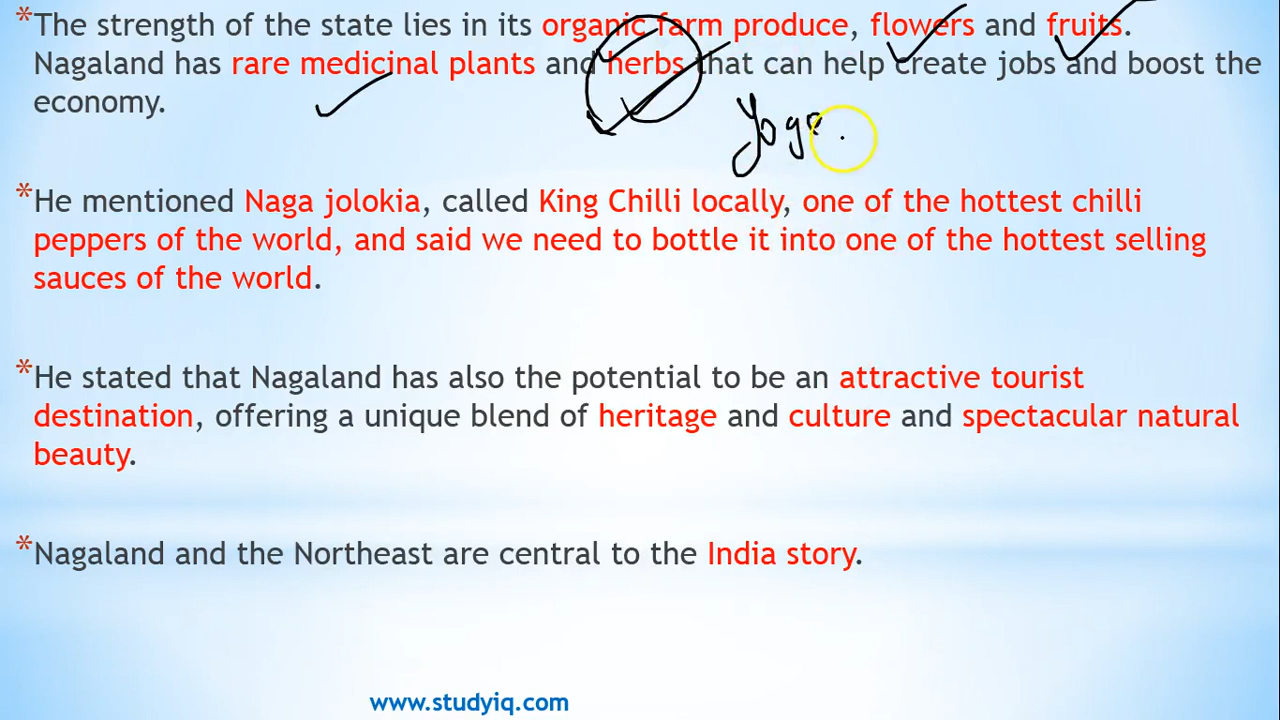 *The strength of the state lies in its organic farm produce, flowers and fruits.
Nagaland has rare medicinal plants and herbs that can help create jobs and boost the
economy.
Yoga
*He mentioned Naga jolokia, called King Chilli locally, one of the hottest chilli
peppers of the world, and said we need to bottle it into one of the hottest selling
sauces of the world.
*He stated that Nagaland has also the potential to be an attractive tourist
destination, offering a unique blend of heritage and culture and spectacular natural
beauty.
*Nagaland and the Northeast are central to the India story.
www.studyiq.com